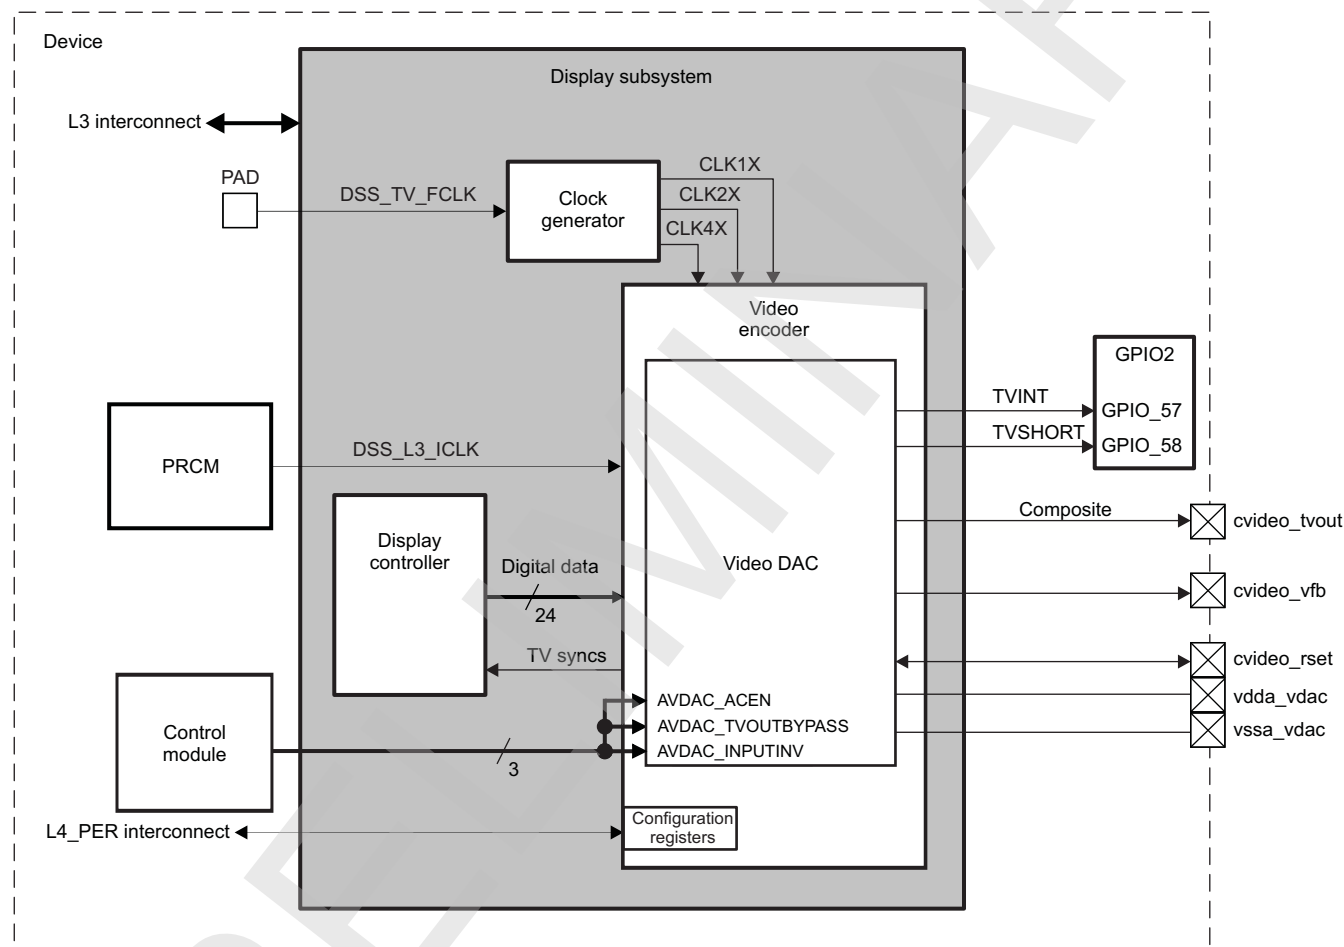 Device
Display subsystem
L3 interconnect
PAD
DSS_TV_FCLK
Clock
generator
CLK1X
CLK2X
CLK4X
Video
encoder
GPIO2
TVINT
GPIO_57
TVSHORT
GPIO_58
PRCM
DSS_L3_ICLK
Display
controller
Digital data
24
TV syncs
Video DAC
Composite
cvideo_tvout
cvideo_vfb
cvideo_rset
vdda_vdac
vssa_vdac
AVDAC_ACEN
AVDAC_TVOUTBYPASS
AVDAC_INPUTINV
Control
module
3
L4_PER interconnect
Configuration
registers